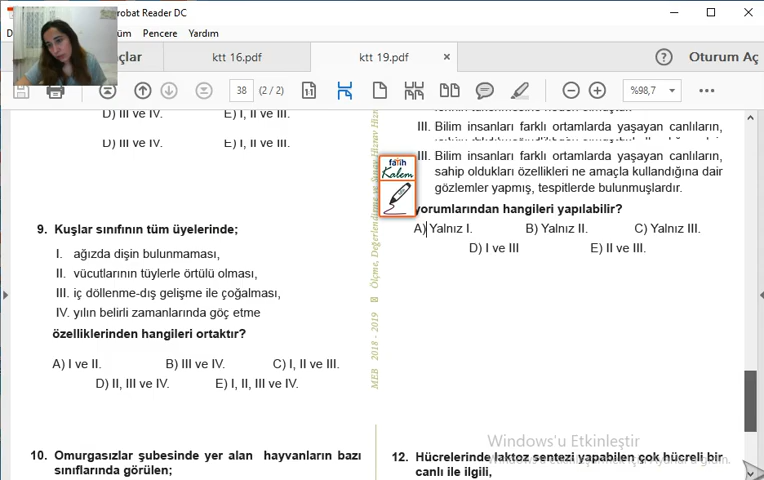 robat Reader DC
üm Pencere Yardım
çlar
ktt 16.pdf
ktt 19.pdf
Oturum Aç
38 (2 / 2)
%98,7
D) III ve IV. E) I, II ve III.
D) III ve IV. E) I, II ve III.
9. Kuşlar sınıfının tüm üyelerinde;
I. ağızda dişin bulunmaması,
II. vücutlarının tüylerle örtülü olması,
III. iç döllenme-dış gelişme ile çoğalması,
IV. yılın belirli zamanlarında göç etme
özelliklerinden hangileri ortaktır?
A) I ve II. B) III ve IV. C) I, II ve III.
D) II, III ve IV. E) I, II, III ve IV.
10. Omurgasızlar şubesinde yer alan hayvanların bazı
sınıflarında görülen;
MEB 2018 - 2019 Ölçme, Değerlendirme ve Sınav Hizmetleri
fatih
Kalem
III. Bilim insanları farklı ortamlarda yaşayan canlıların,
III. Bilim insanları farklı ortamlarda yaşayan canlıların,
sahip oldukları özellikleri ne amaçla kullandığına dair
gözlemler yapmış, tespitlerde bulunmuşlardır.
yorumlarından hangileri yapılabilir?
A) Yalnız I. B) Yalnız II. C) Yalnız III.
D) I ve III E) II ve III.
Windows'u Etkinleştir
12. Hücrelerinde laktoz sentezi yapabilen çok hücreli bir
canlı ile ilgili,